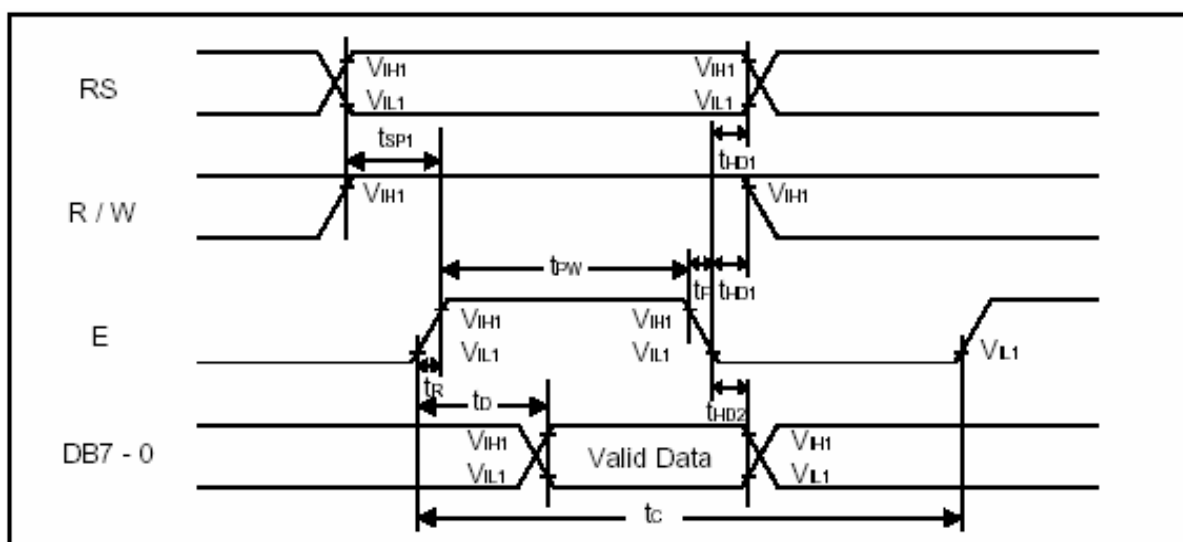 RS
VIH1 VIH1
VIL1 VIL1
tSP1
tHD1
R / W
VIH1 VIH1
tPW
tF tHD1
E
VIH1 VIH1
VIL1 VIL1 VIL1
tR
tD
tHD2
DB7 - 0
VIH1 Valid Data VIH1
VIL1 VIL1
tC